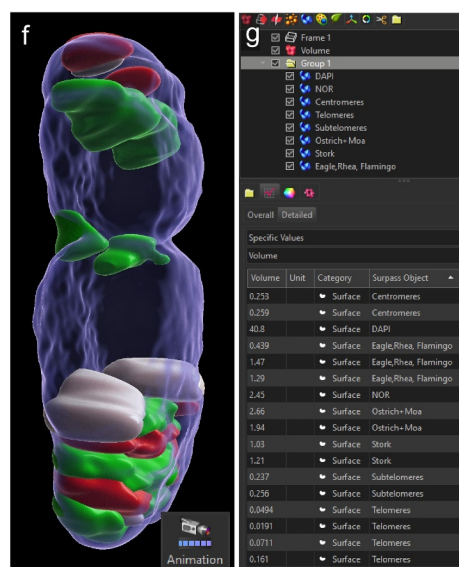 f
Animation
g
Frame 1
Volume
Group 1
DAPI
NOR
Centromeres
Telomeres
Subtelomeres
Ostrich+Moa
Stork
Eagle,Rhea, Flamingo
Overall Detailed
Specific Values
Volume
Volume Unit Category Surpass Object
0.253 Surface Centromeres
0.259 Surface Centromeres
40.8 Surface DAPI
0.439 Surface Eagle,Rhea, Flamingo
1.47 Surface Eagle,Rhea, Flamingo
1.29 Surface Eagle,Rhea, Flamingo
2.45 Surface NOR
2.66 Surface Ostrich+Moa
1.94 Surface Ostrich+Moa
1.03 Surface Stork
1.21 Surface Stork
0.237 Surface Subtelomeres
0.256 Surface Subtelomeres
0.0494 Surface Telomeres
0.0191 Surface Telomeres
0.0711 Surface Telomeres
0.161 Surface Telomeres